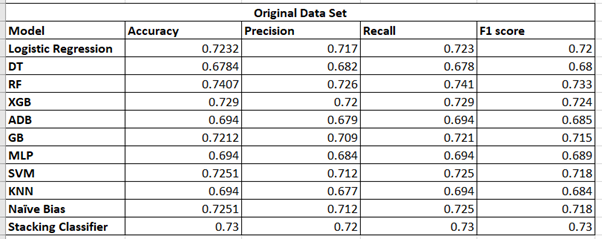 Original Data Set
Model Accuracy Precision Recall F1 score
Logistic Regression 0.7232 0.717 0.723 0.72
DT 0.6784 0.682 0.678 0.68
RF 0.7407 0.726 0.741 0.733
XGB 0.729 0.72 0.729 0.724
ADB 0.694 0.679 0.694 0.685
GB 0.7212 0.709 0.721 0.715
MLP 0.694 0.684 0.694 0.689
SVM 0.7251 0.712 0.725 0.718
KNN 0.694 0.677 0.694 0.684
Naïve Bias 0.7251 0.712 0.725 0.718
Stacking Classifier 0.73 0.72 0.73 0.73